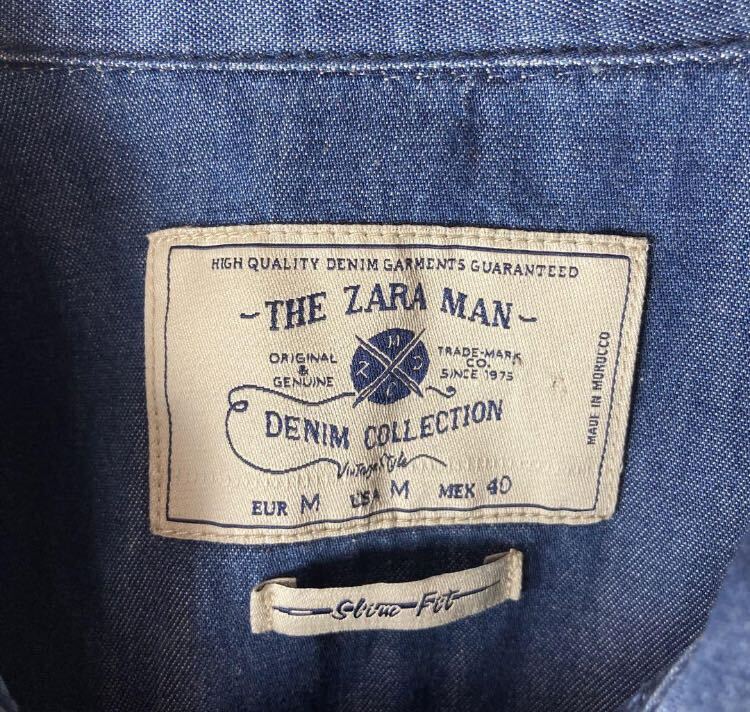 HIGH QUALITY DENIM GARMENTS GUARANTEED
-THE ZARA MAN-
ORIGINAL
&
GENUINE
TRADE-MARK
CO.
SINCE 1975
DENIM COLLECTION
Vintage Style
EUR M USA M MEX 40
MADE IN MOROCCO
Slim Fit